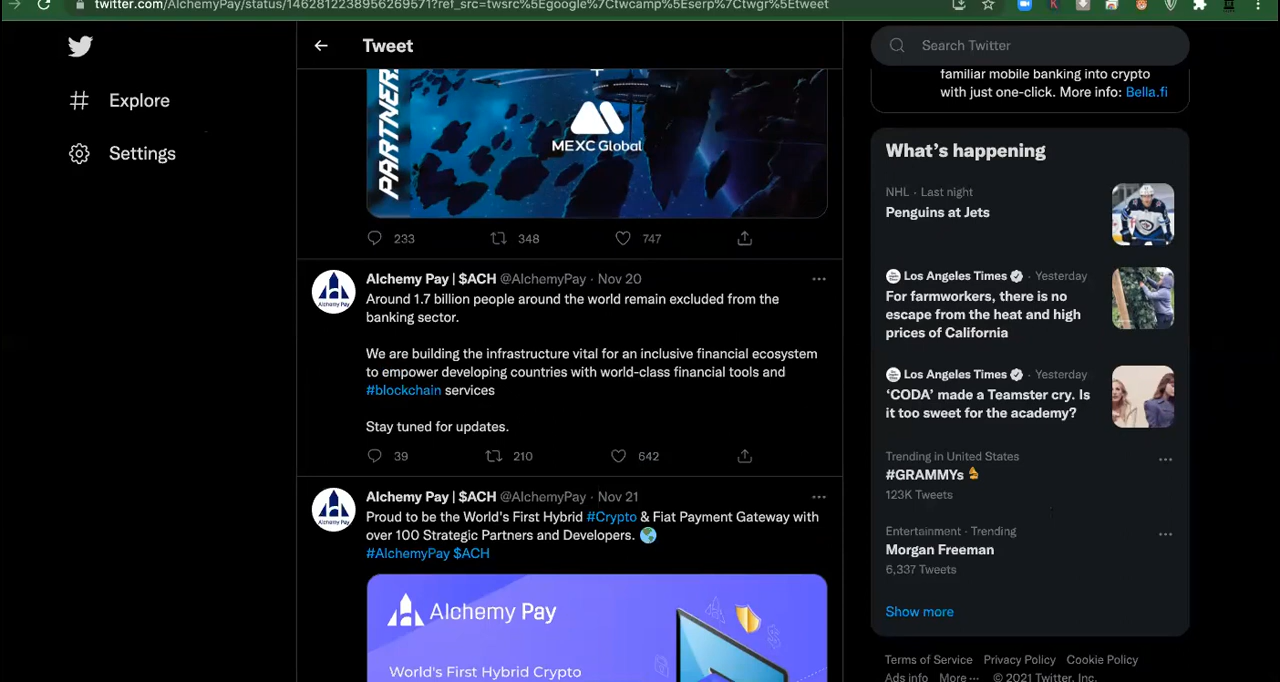 twitter.com/AlchemyPay/status/1462812238956269571?ref_src=twsrc%5Egoogle%7Ctwcamp%5Eserp%7Ctwgr%5Etweet
Explore
Settings
Tweet
PARTNER
MEXC Global
233 348 747
Alchemy Pay | $ACH @AlchemyPay · Nov 20
Around 1.7 billion people around the world remain excluded from the
banking sector.
We are building the infrastructure vital for an inclusive financial ecosystem
to empower developing countries with world-class financial tools and
#blockchain services
Stay tuned for updates.
39 210 642
Alchemy Pay | $ACH @AlchemyPay · Nov 21
Proud to be the World's First Hybrid #Crypto & Fiat Payment Gateway with
over 100 Strategic Partners and Developers.
#AlchemyPay $ACH
Alchemy Pay
World's First Hybrid Crypto
Search Twitter
familiar mobile banking into crypto
with just one-click. More info: Bella.fi
What's happening
NHL · Last night
Penguins at Jets
Los Angeles Times · Yesterday
For farmworkers, there is no
escape from the heat and high
prices of California
Los Angeles Times · Yesterday
‘CODA’ made a Teamster cry. Is
it too sweet for the academy?
Trending in United States
#GRAMMYs
123K Tweets
Entertainment · Trending
Morgan Freeman
6,337 Tweets
Show more
Terms of Service Privacy Policy Cookie Policy
Ads info More ··· © 2021 Twitter, Inc.